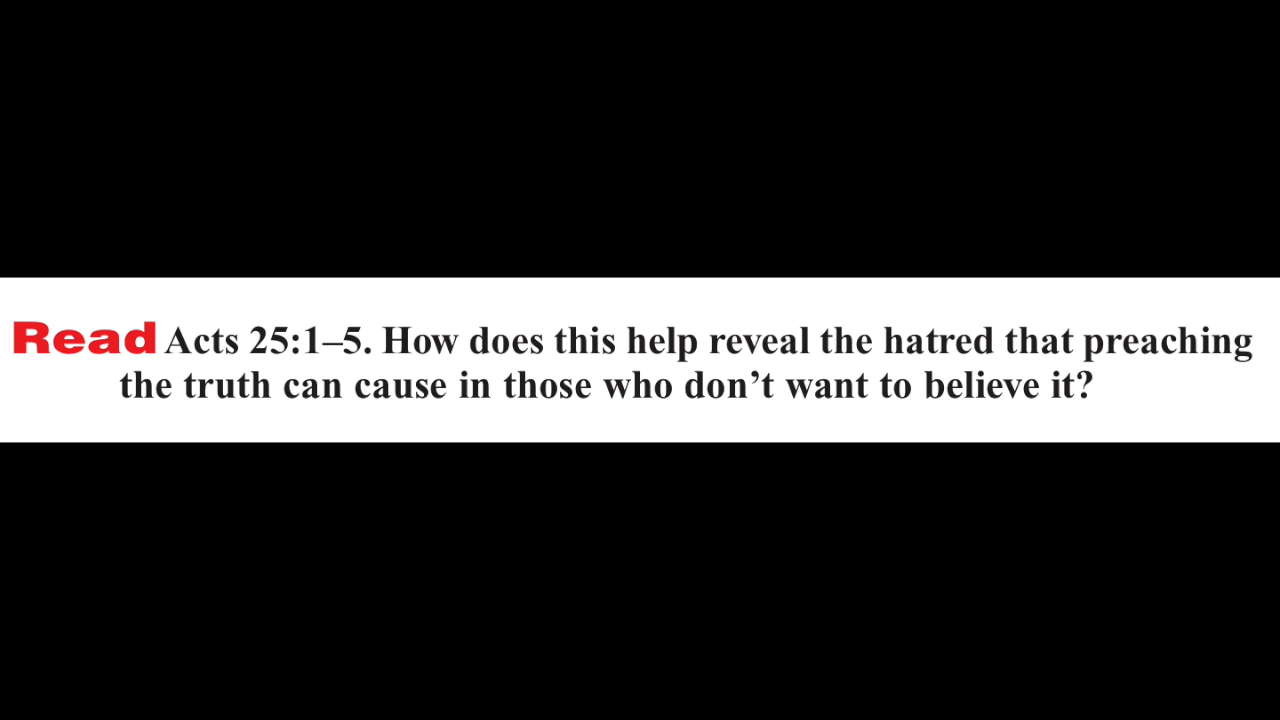 Read Acts 25:1–5. How does this help reveal the hatred that preaching
the truth can cause in those who don’t want to believe it?